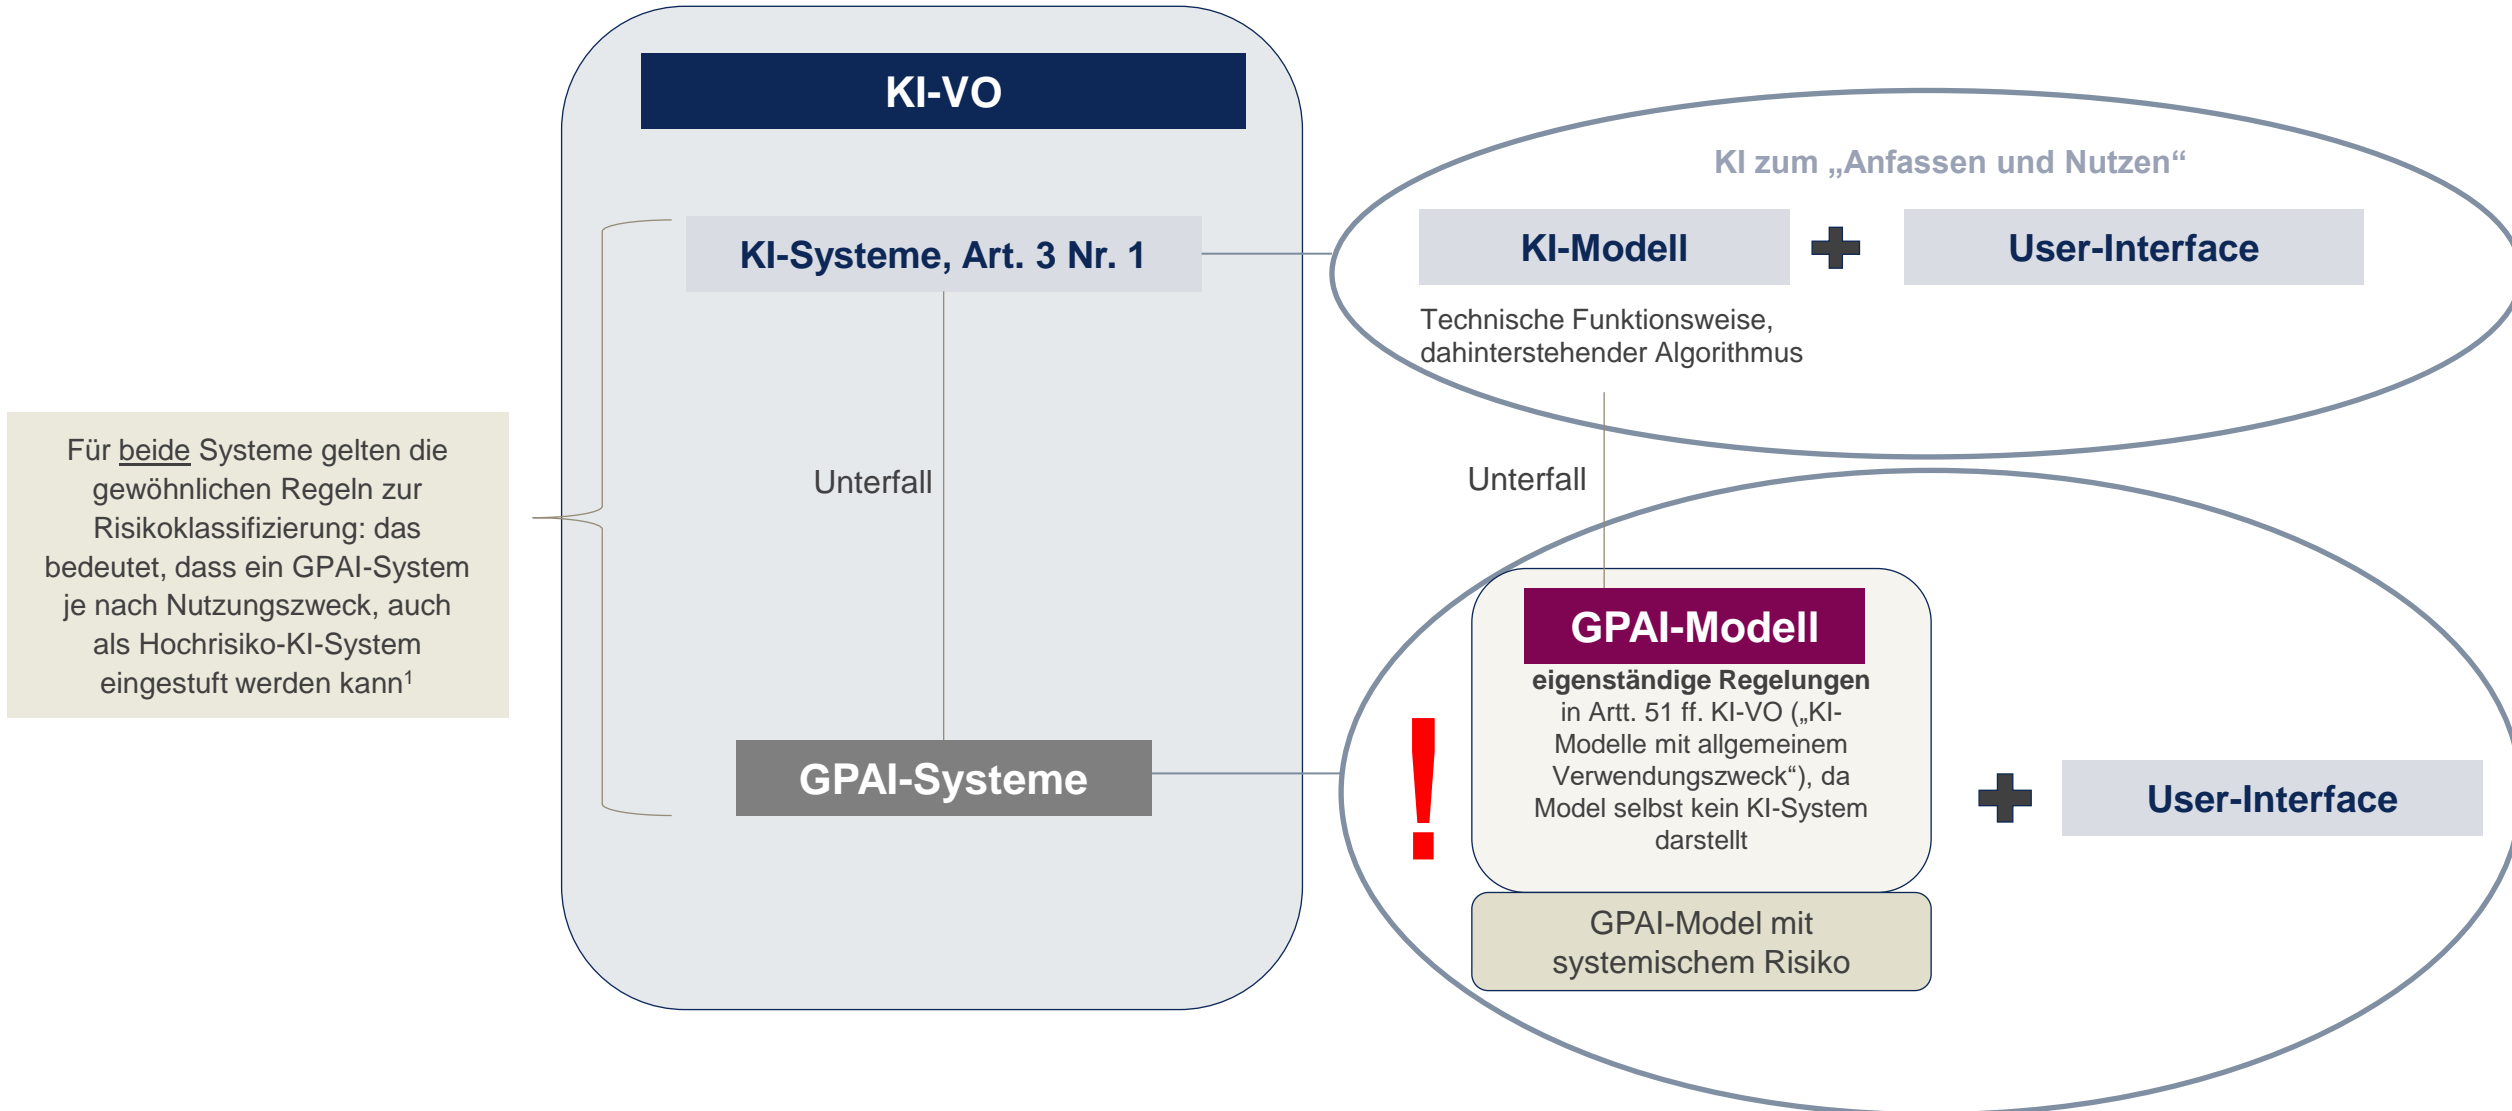 KI-VO
KI-Systeme, Art. 3 Nr. 1
Unterfall
GPAI-Systeme
Für beide Systeme gelten die
gewöhnlichen Regeln zur
Risikoklassifizierung: das
bedeutet, dass ein GPAI-System
je nach Nutzungszweck, auch
als Hochrisiko-KI-System
eingestuft werden kann¹
KI zum „Anfassen und Nutzen“
KI-Modell
User-Interface
Technische Funktionsweise,
dahinterstehender Algorithmus
Unterfall
GPAI-Modell
eigenständige Regelungen
in Artt. 51 ff. KI-VO („KI-
Modelle mit allgemeinem
Verwendungszweck“), da
Model selbst kein KI-System
darstellt
!
User-Interface
GPAI-Model mit
systemischem Risiko